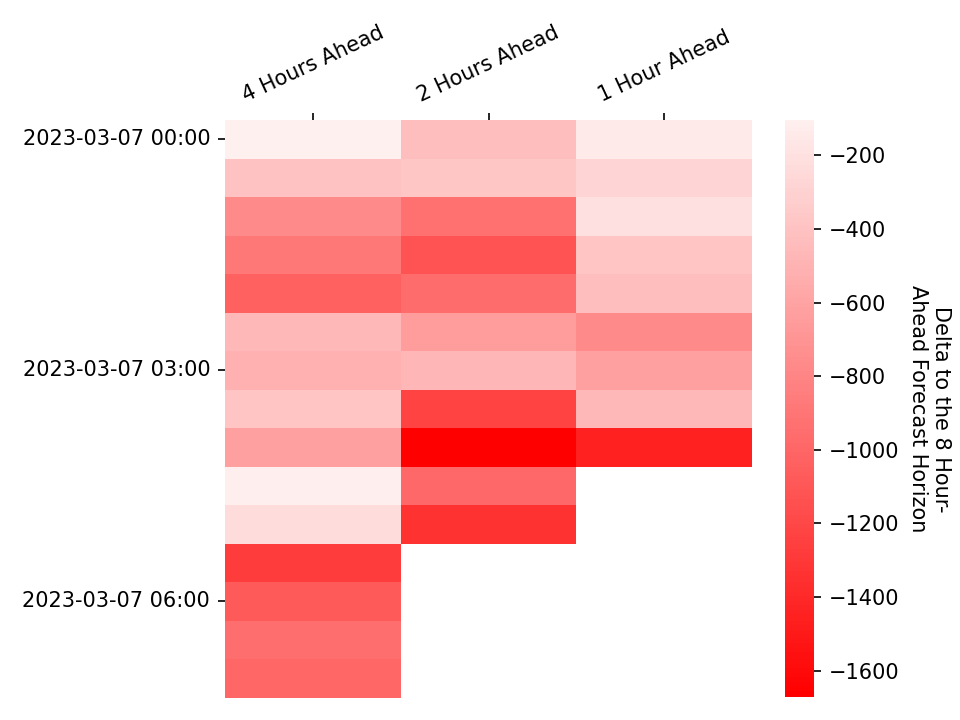 4 Hours Ahead
2 Hours Ahead
1 Hour Ahead
2023-03-07 00:00
2023-03-07 03:00
2023-03-07 06:00
−200
−400
−600
−800
−1000
−1200
−1400
−1600
Delta to the 8 Hour-
Ahead Forecast Horizon